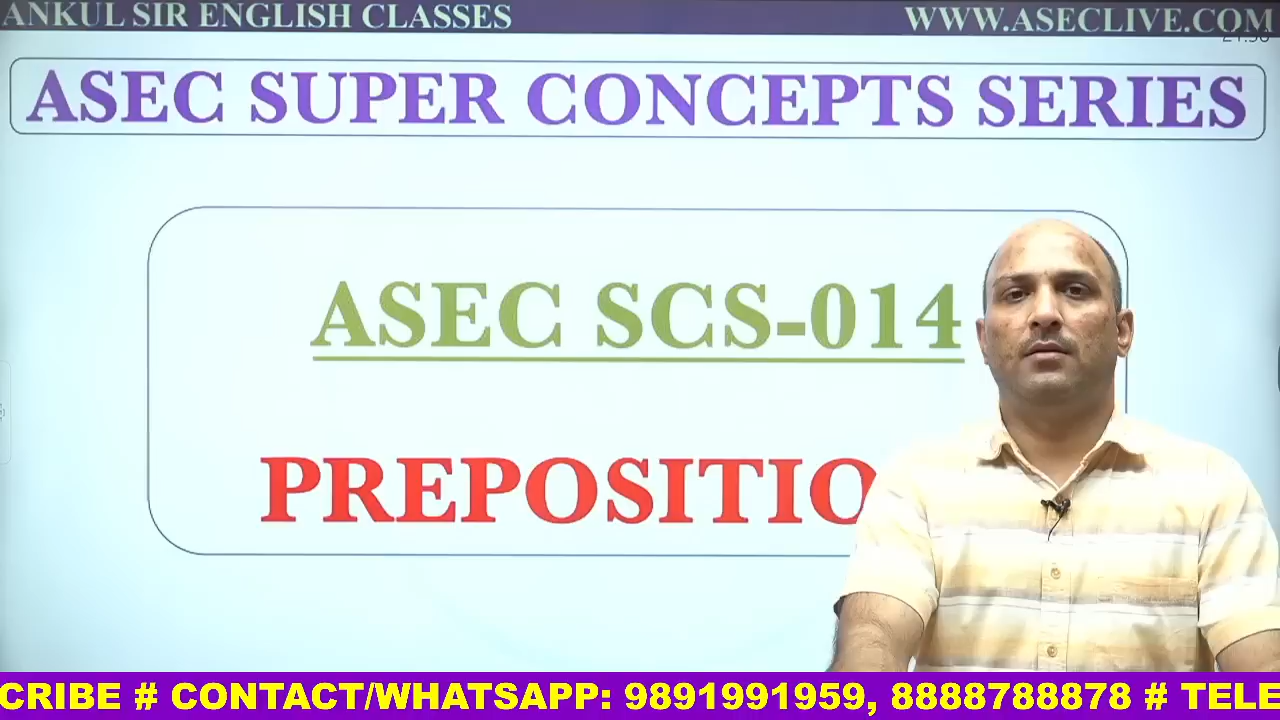 ANKUL SIR ENGLISH CLASSES WWW.ASECLIVE.COM
ASEC SUPER CONCEPTS SERIES
ASEC SCS-014
PREPOSITIO
CRIBE # CONTACT/WHATSAPP: 9891991959, 8888788878 # TELE